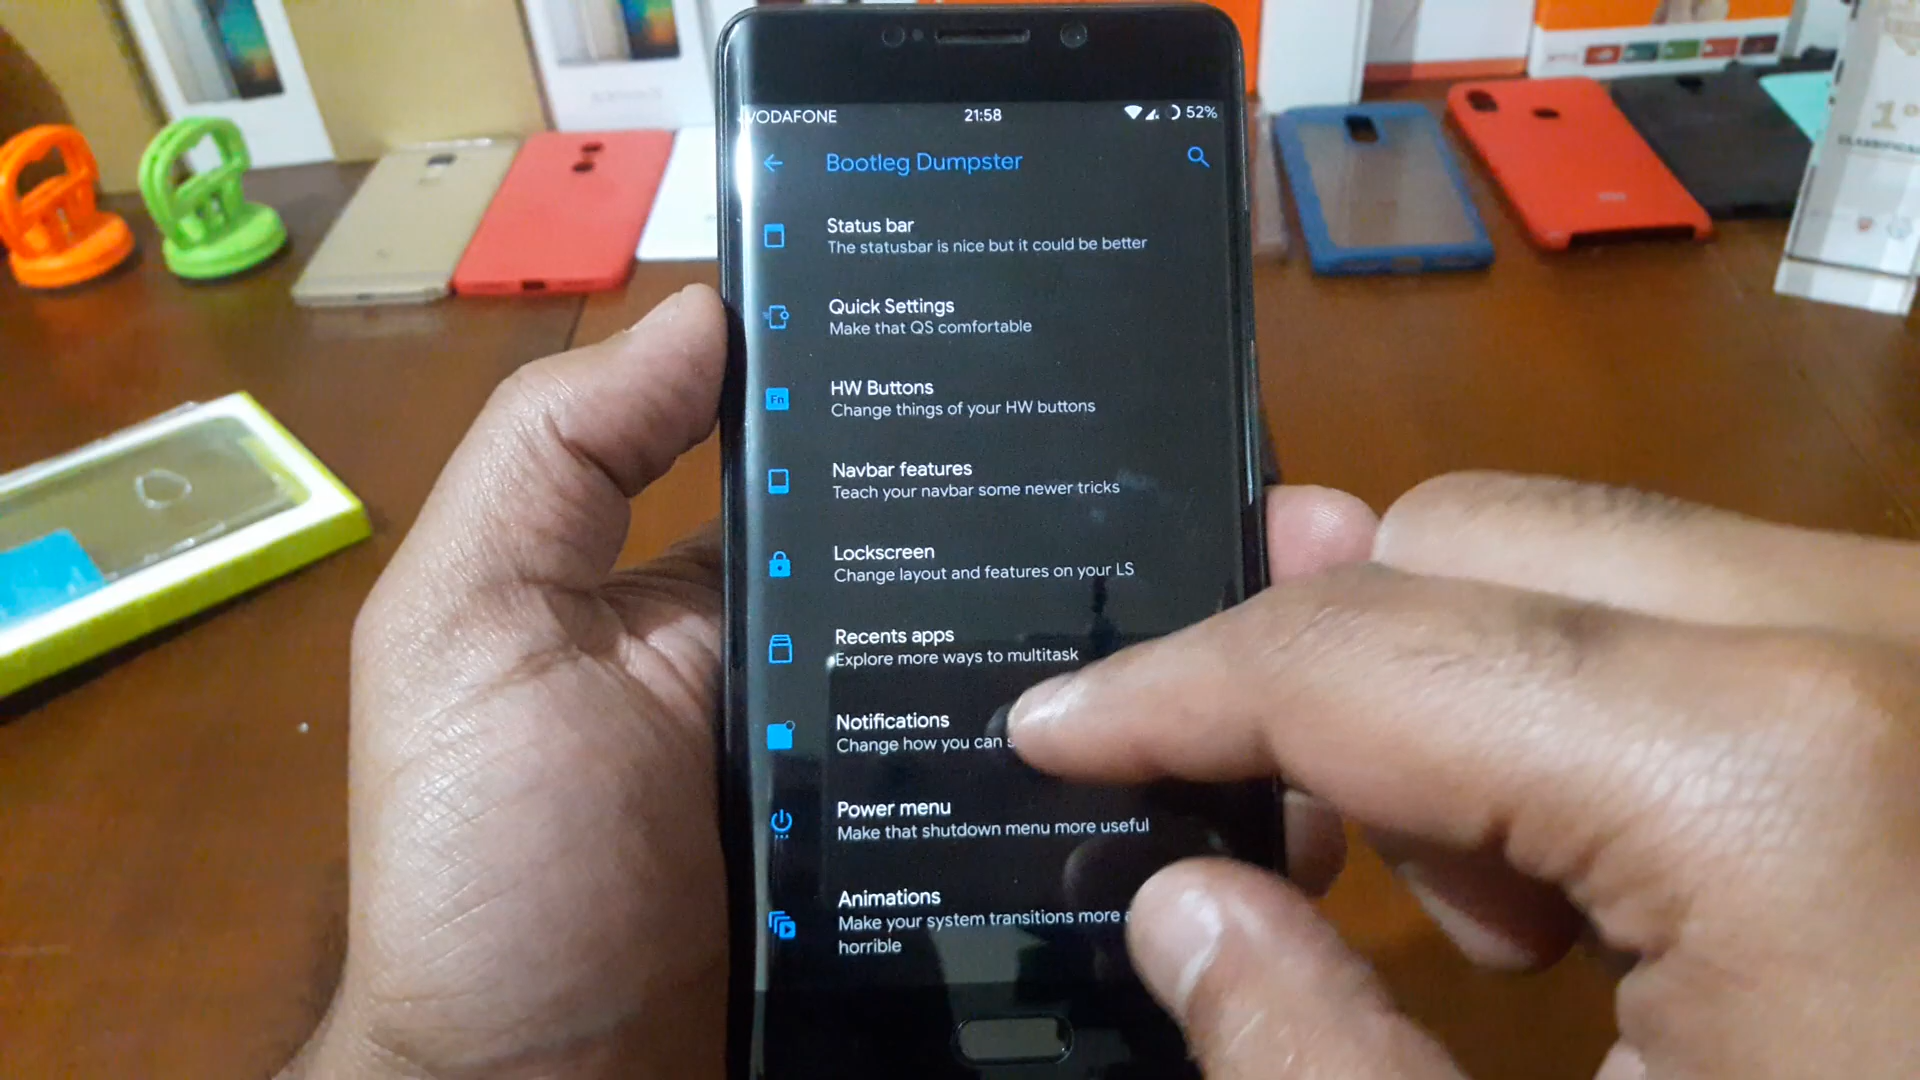 VODAFONE 21:58 52%
Bootleg Dumpster
Status bar
The statusbar is nice but it could be better
Quick Settings
Make that QS comfortable
Fn
HW Buttons
Change things of your HW buttons
Navbar features
Teach your navbar some newer tricks
Lockscreen
Change layout and features on your LS
Recents apps
Explore more ways to multitask
Notifications
Change how you can
Power menu
Make that shutdown menu more useful
Animations
Make your system transitions more
horrible
1°